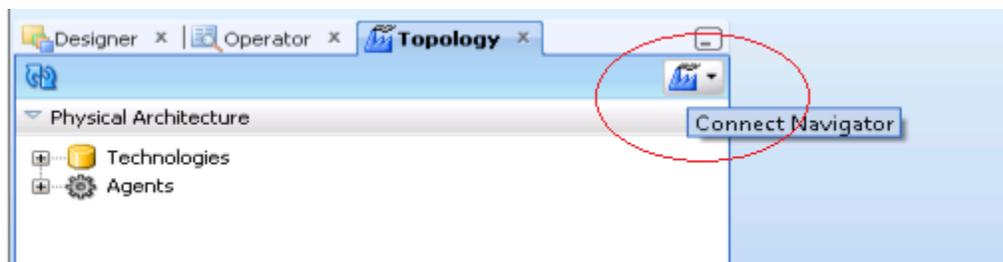 Designer Operator Topology
Physical Architecture
Connect Navigator
Technologies
Agents